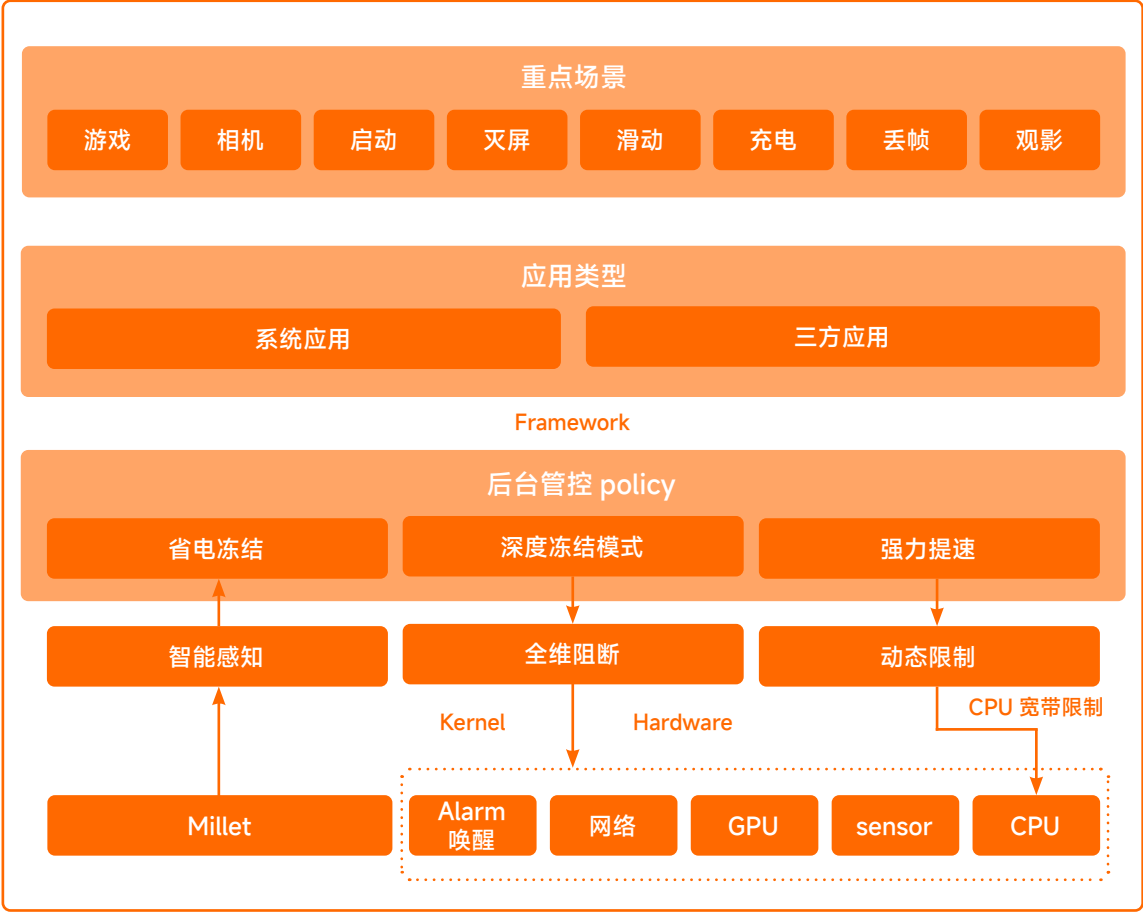 重点场景
游戏
相机
启动
灭屏
滑动
充电
丢帧
观影
应用类型
系统应用
三方应用
Framework
后台管控 policy
省电冻结
深度冻结模式
强力提速
智能感知
全维阻断
动态限制
CPU 宽带限制
Kernel
Hardware
Millet
Alarm
唤醒
网络
GPU
sensor
CPU